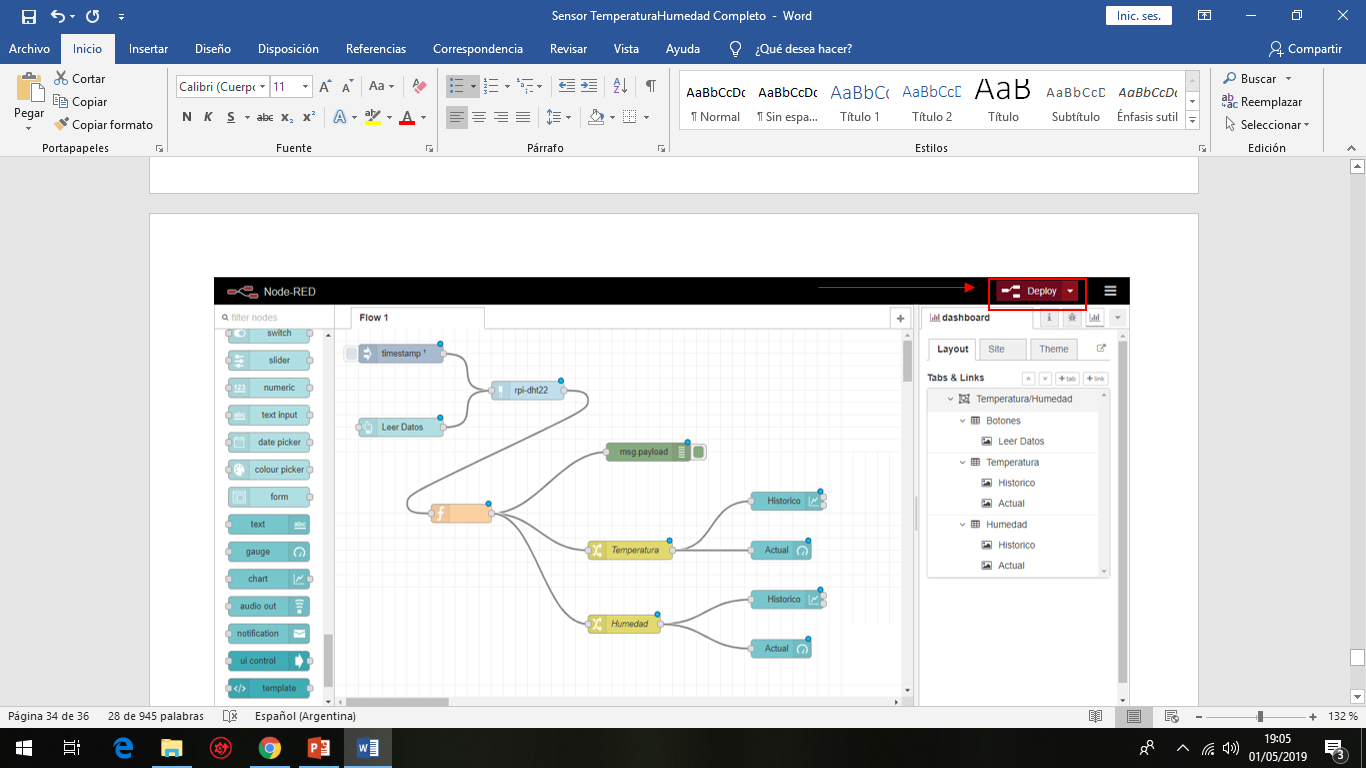 Sensor TemperaturaHumedad Completo - Word
Inic. ses.
Archivo Inicio Insertar Diseño Disposición Referencias Correspondencia Revisar Vista Ayuda ¿Qué desea hacer? Compartir
Pegar
Cortar
Copiar
Copiar formato
Portapapeles
Calibri (Cuerpo 11
N K S abc x₂ x²
Fuente
Párrafo
AaBbCcDc AaBbCcDc AaBbCc AaBbCcD AaB AaBbCcD AaBbCcDc
¶ Normal ¶ Sin espa... Título 1 Título 2 Título Subtítulo Énfasis sutil
Estilos
Buscar
Reemplazar
Seleccionar
Edición
Node-RED
Deploy
filter nodes
switch
slider
numeric
text input
date picker
colour picker
form
text
gauge
chart
audio out
notification
ui control
template
Flow 1
timestamp ¹
rpi-dht22
Leer Datos
msg.payload
Historico
Temperatura
Actual
Historico
Humedad
Actual
dashboard
Layout Site Theme
Tabs & Links
+tab +link
Temperatura/Humedad
Botones
Leer Datos
Temperatura
Historico
Actual
Humedad
Historico
Actual
Página 34 de 36 28 de 945 palabras Español (Argentina) 132 %
19:05
01/05/2019
3